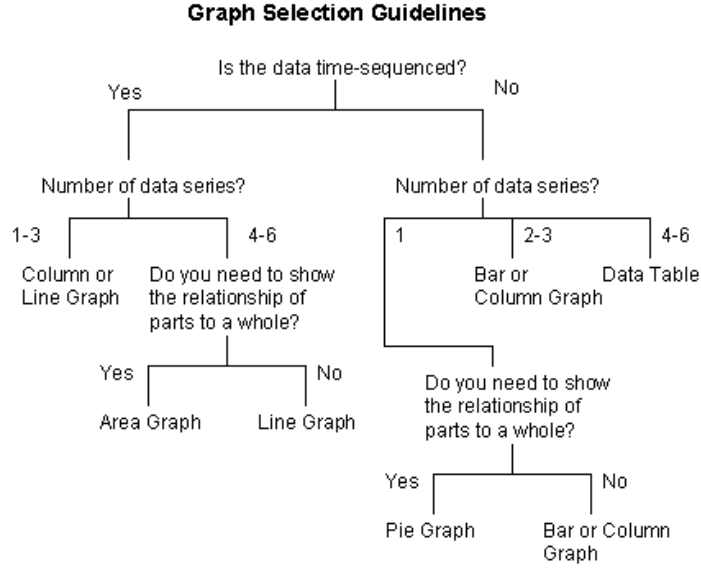 Graph Selection Guidelines
Is the data time-sequenced?
Yes
No
Number of data series?
Number of data series?
1-3
4-6
1
2-3
4-6
Column or
Line Graph
Do you need to show
the relationship of
parts to a whole?
Bar or
Column Graph
Data Table
Yes
No
Area Graph
Line Graph
Do you need to show
the relationship of
parts to a whole?
Yes
No
Pie Graph
Bar or Column
Graph